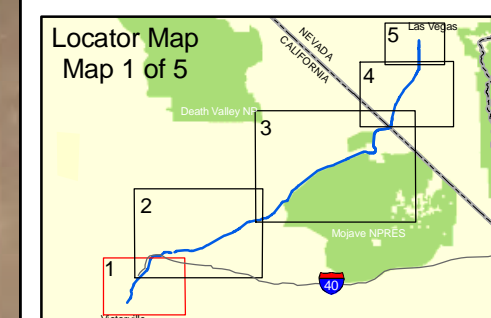 Locator Map
Map 1 of 5
5
Las Vegas
NEVADA
CALIFORNIA
4
Death Valley NP
3
2
Mojave NPRES
1
40